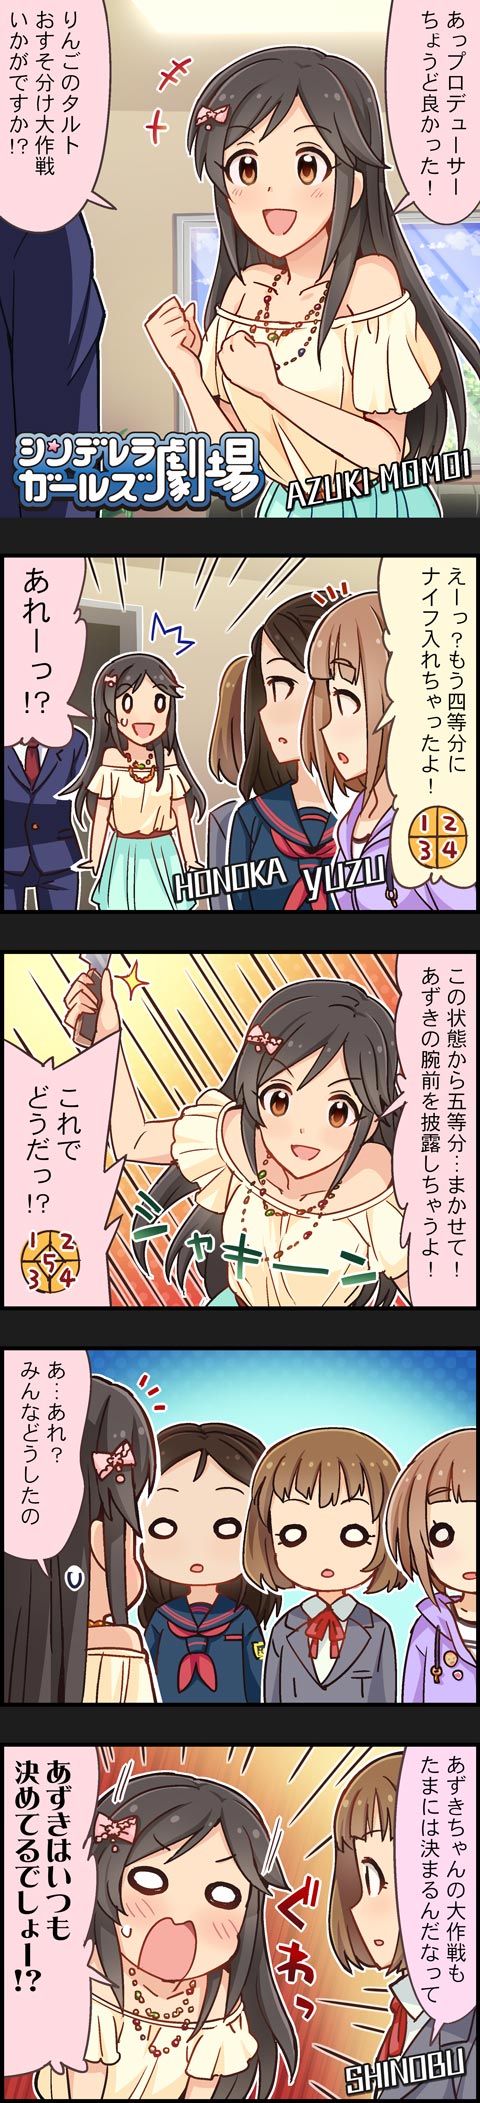 あっプロデューサー
ちょうど良かった！
りんごのタルト
おすそ分け大作戦
いかがですか!?
シンデレラ
ガールズ劇場
AZUKI MOMOI
えーっ？もう四等分に
ナイフ入れちゃったよ！
1 2
3 4
あれーっ!?
HONOKA
YUZU
この状態から五等分…まかせて！
あずきの腕前を披露しちゃうよ！
ジャキーン
これで
どうだっ!?
1 2
5
3 4
あ…あれ？
みんなどうしたの
あずきちゃんの大作戦も
たまには決まるんだなって
ぐわっ
あずきはいつも
決めてるでしょー!?
SHINOBU